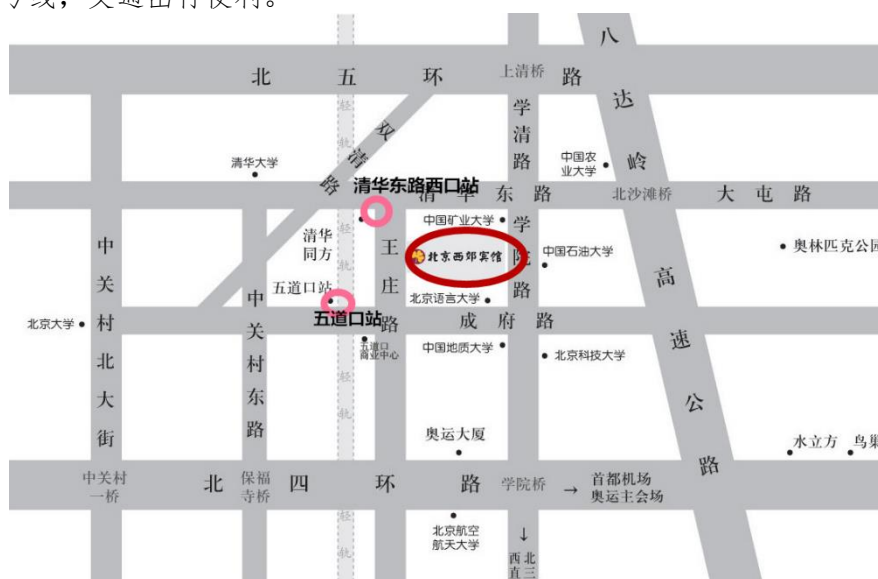 号线，交通出行便利。
八达岭高速公路
北五环路
上清桥
轻轨
双清路
学清路
清华大学
中国农
业大学
清华东路西口站
清华东路
北沙滩桥
大屯路
中国矿业大学
学院路
清华
同方
轻轨
王庄路
北京西郊宾馆
中国石油大学
奥林匹克公园
中关村北大街
中关村东路
五道口站
北京语言大学
五道口站
成府路
北京大学
五道口
商业中心
中国地质大学
北京科技大学
轻轨
奥运大厦
水立方
鸟巢
中关村
一桥
北四环路
保福
寺桥
学院桥
→
首都机场
奥运主会场
轻轨
北京航空
航天大学
↓
西直
北三